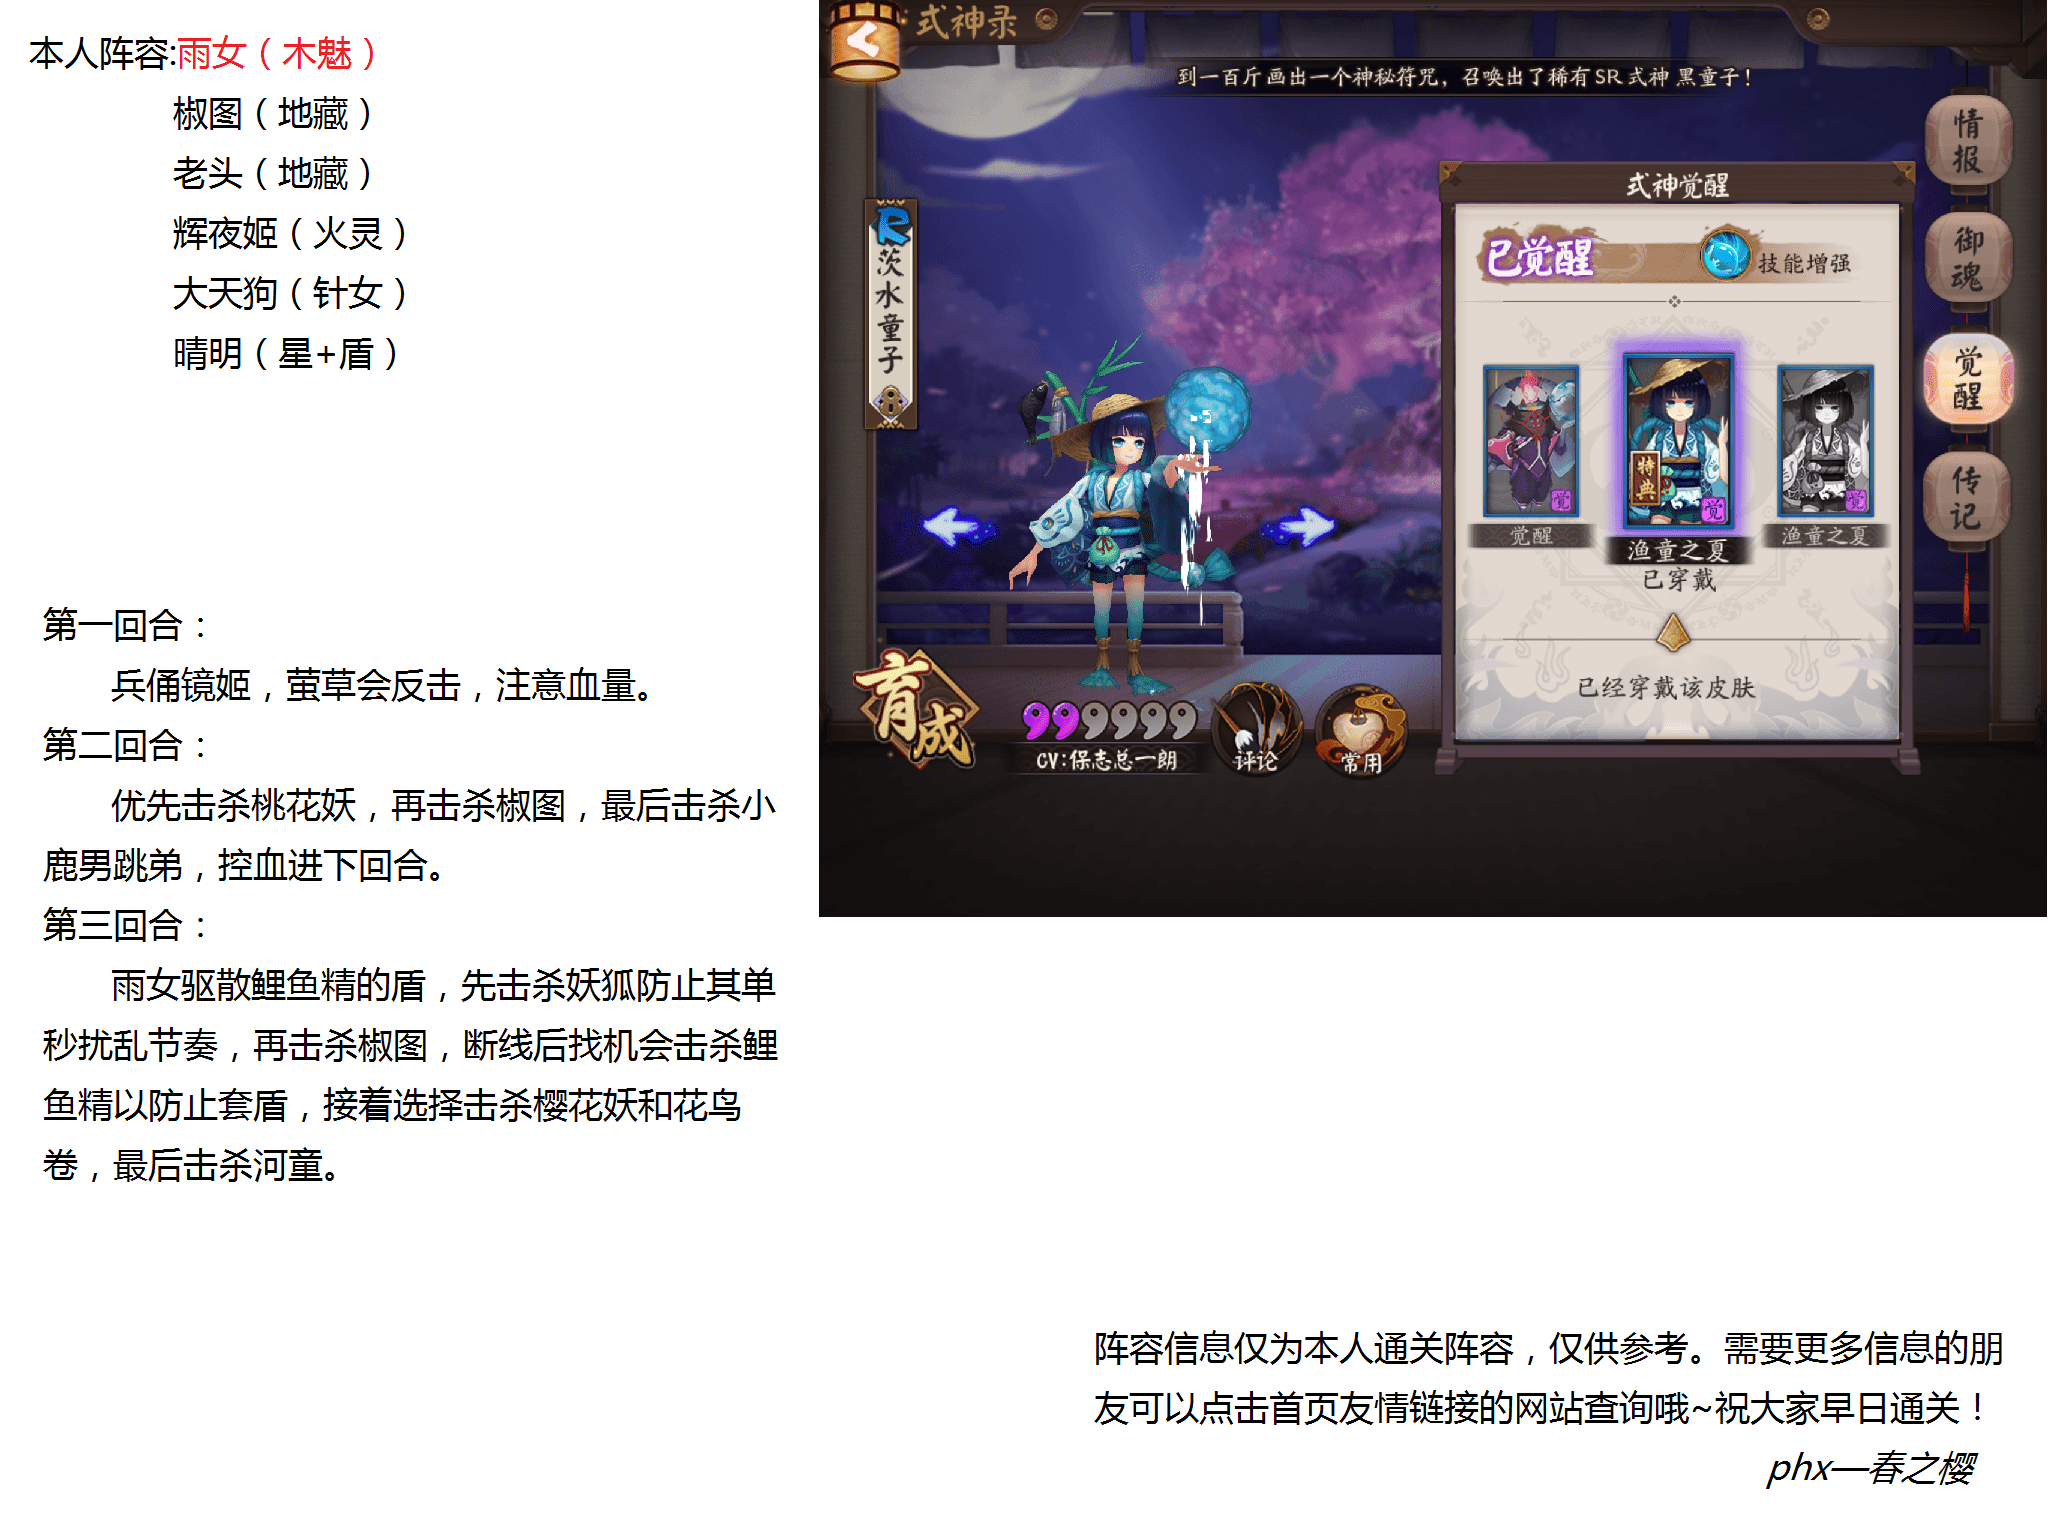 本人阵容:雨女（木魅）
椒图（地藏）
老头（地藏）
辉夜姬（火灵）
大天狗（针女）
晴明（星+盾）
第一回合：
兵俑镜姬，萤草会反击，注意血量。
第二回合：
优先击杀桃花妖，再击杀椒图，最后击杀小
鹿男跳弟，控血进下回合。
第三回合：
雨女驱散鲤鱼精的盾，先击杀妖狐防止其单
秒扰乱节奏，再击杀椒图，断线后找机会击杀鲤
鱼精以防止套盾，接着选择击杀樱花妖和花鸟
卷，最后击杀河童。
式神录
到一百斤画出一个神秘符咒，召唤出了稀有SR式神 黑童子！
R
茨水童子
育成
CV:保志总一朗
评论
常用
式神觉醒
已觉醒
技能增强
特典
觉
觉
觉
觉醒
渔童之夏
渔童之夏
已穿戴
已经穿戴该皮肤
情报
御魂
觉醒
传记
阵容信息仅为本人通关阵容，仅供参考。需要更多信息的朋
友可以点击首页友情链接的网站查询哦~祝大家早日通关！
phx—春之樱